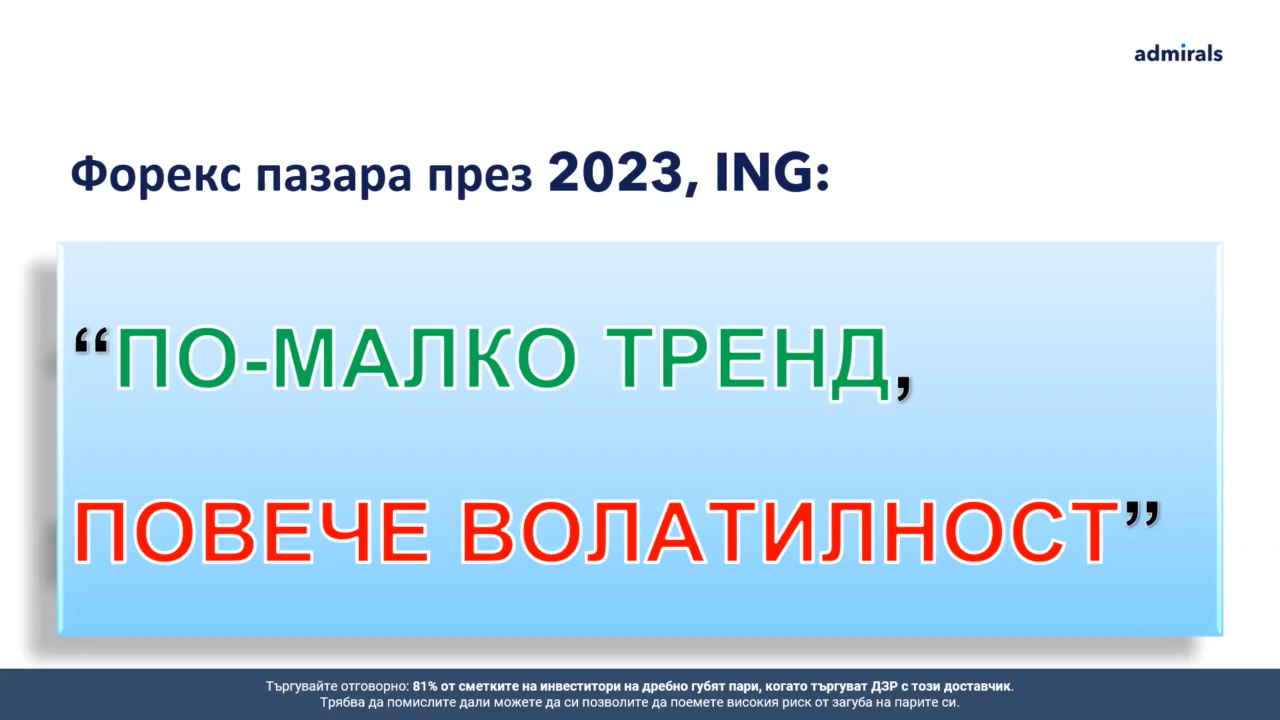 admirals
Форекс пазара през 2023, ING:
“ПО-МАЛКО ТРЕНД,
ПОВЕЧЕ ВОЛАТИЛНОСТ”
Търгувайте отговорно: 81% от сметките на инвеститори на дребно губят пари, когато търгуват ДЗР с този доставчик.
Трябва да помислите дали можете да си позволите да поемете високия риск от загуба на парите си.